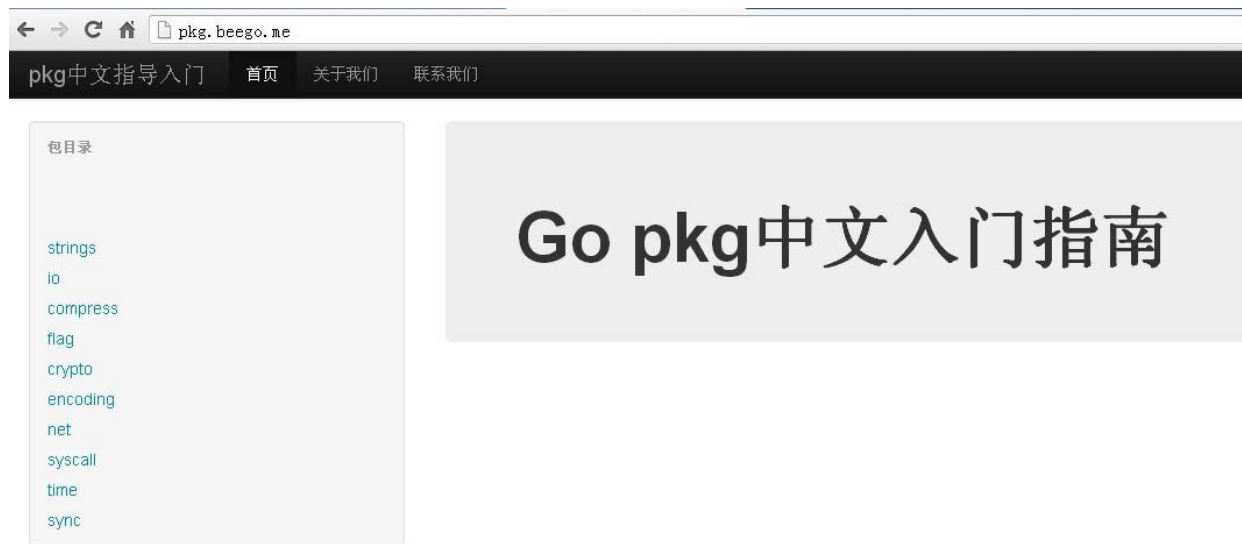 pkg.beego.me
pkg中文指导入门 首页 关于我们 联系我们
包目录
strings
io
compress
flag
crypto
encoding
net
syscall
time
sync
Go pkg中文入门指南